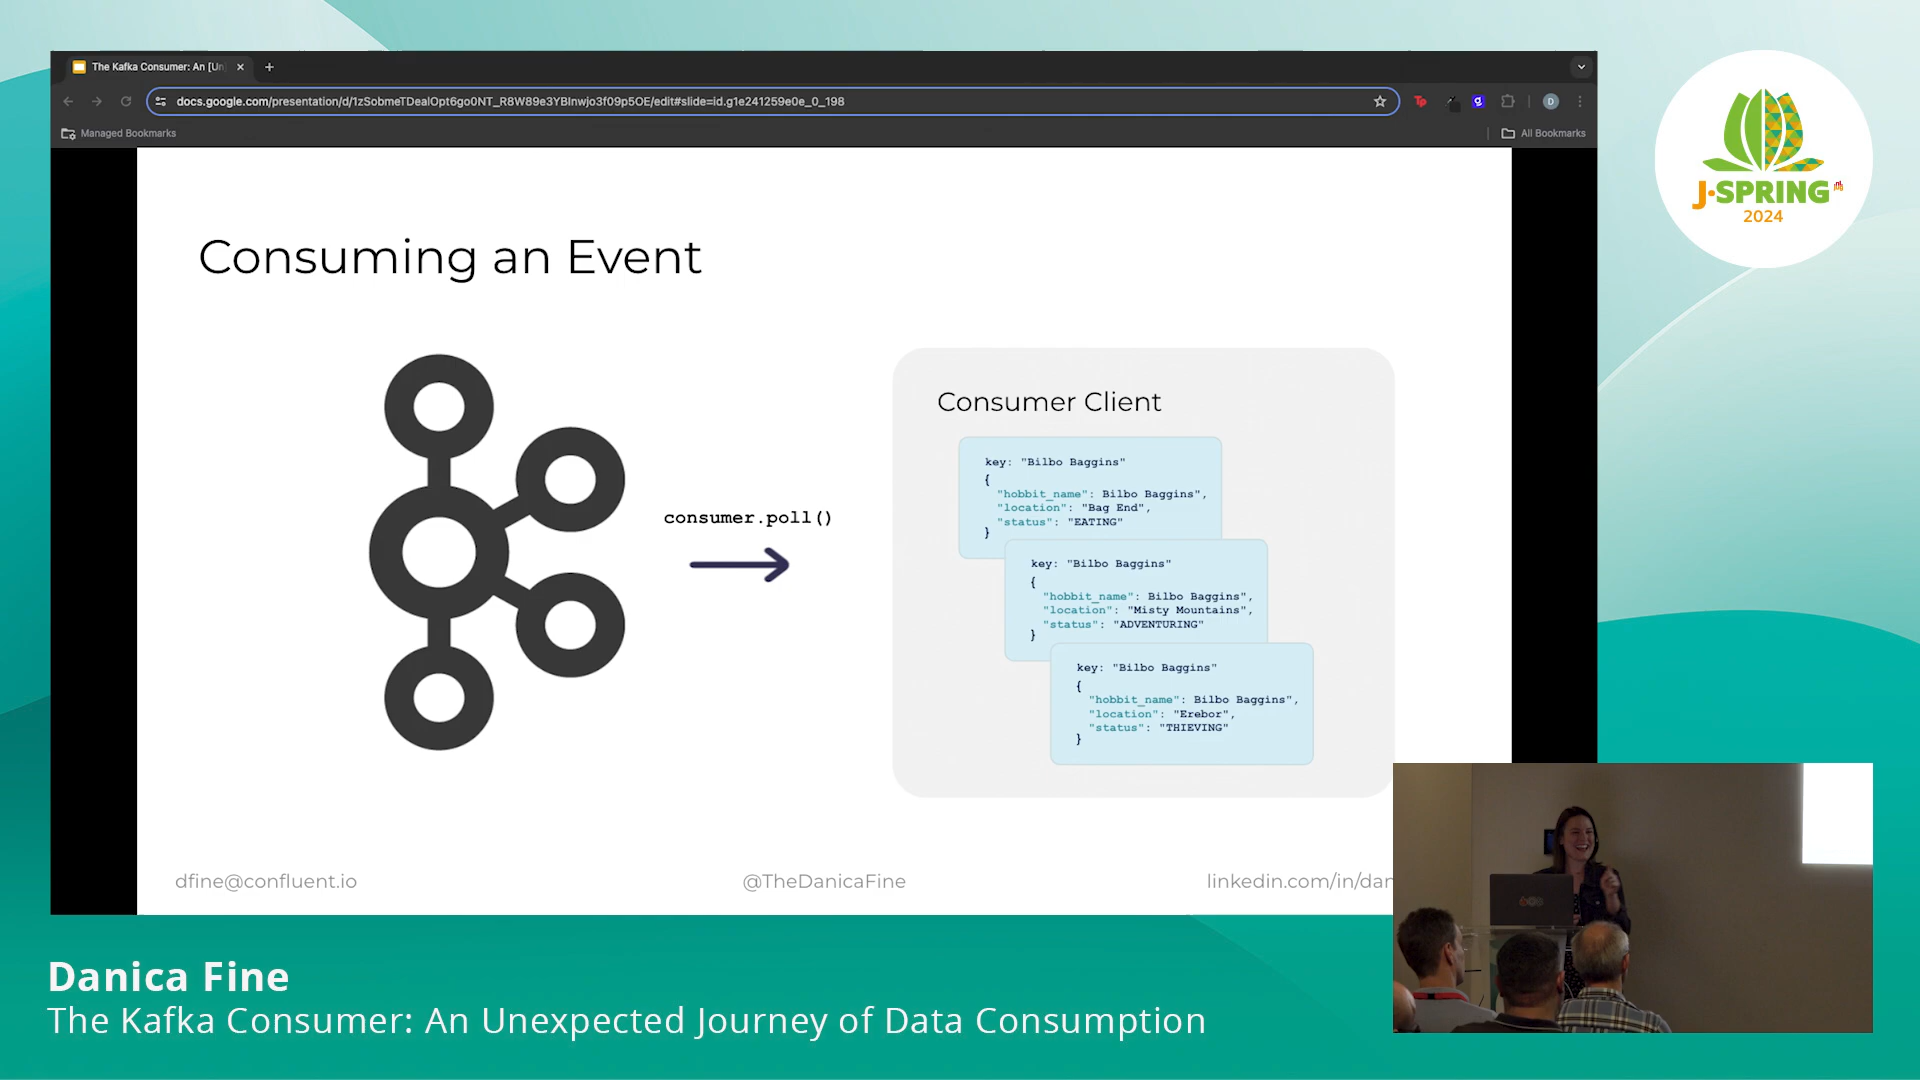 The Kafka Consumer: An [Un
docs.google.com/presentation/d/1zSobmeTDealOpt6go0NT_R8W89e3YBInwjo3f09p5OE/edit#slide=id.g1e241259e0e_0_198
Tp
D
Managed Bookmarks
All Bookmarks
J-SPRING
2024
Consuming an Event
consumer.poll()
Consumer Client
key: "Bilbo Baggins"
{
"hobbit_name": Bilbo Baggins",
"location": "Bag End",
"status": "EATING"
}
key: "Bilbo Baggins"
{
"hobbit_name": Bilbo Baggins",
"location": "Misty Mountains",
"status": "ADVENTURING"
}
key: "Bilbo Baggins"
{
"hobbit_name": Bilbo Baggins",
"location": "Erebor",
"status": "THIEVING"
}
dfine@confluent.io
@TheDanicaFine
linkedin.com/in/dan
Danica Fine
The Kafka Consumer: An Unexpected Journey of Data Consumption